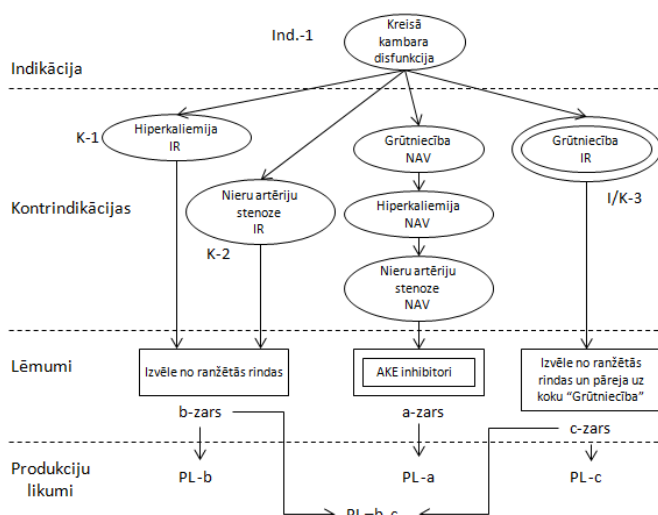 Ind.-1
Kreisā
kambara
disfunkcija
Indikācija
Hiperkaliemija
IR
K-1
Grūtniecība
NAV
Grūtniecība
IR
I/K-3
Kontrindikācijas
Nieru artēriju
stenoze
IR
K-2
Hiperkaliemija
NAV
Nieru artēriju
stenoze
NAV
Lēmumi
Izvēle no ranžētās rindas
AKE inhibitori
Izvēle no ranžētās
rindas un pāreja uz
koku “Grūtniecība”
b-zars
a-zars
c-zars
Produkciju
likumi
PL-b
PL-a
PL-c